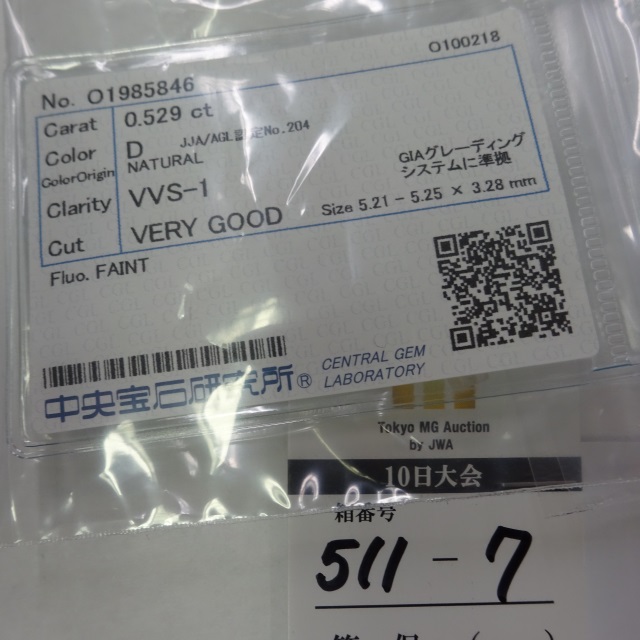 No. O1985846
O100218
Carat 0.529 ct
Color D JJA/AGL認定No.204
ColorOrigin NATURAL
GIAグレーディング
システムに準拠
Clarity VVS-1
Cut VERY GOOD Size 5.21 - 5.25 × 3.28 mm
Fluo. FAINT
中央宝石研究所® CENTRAL GEM
LABORATORY
Tokyo MG Auction
by JWA
10日大会
箱番号
511-7